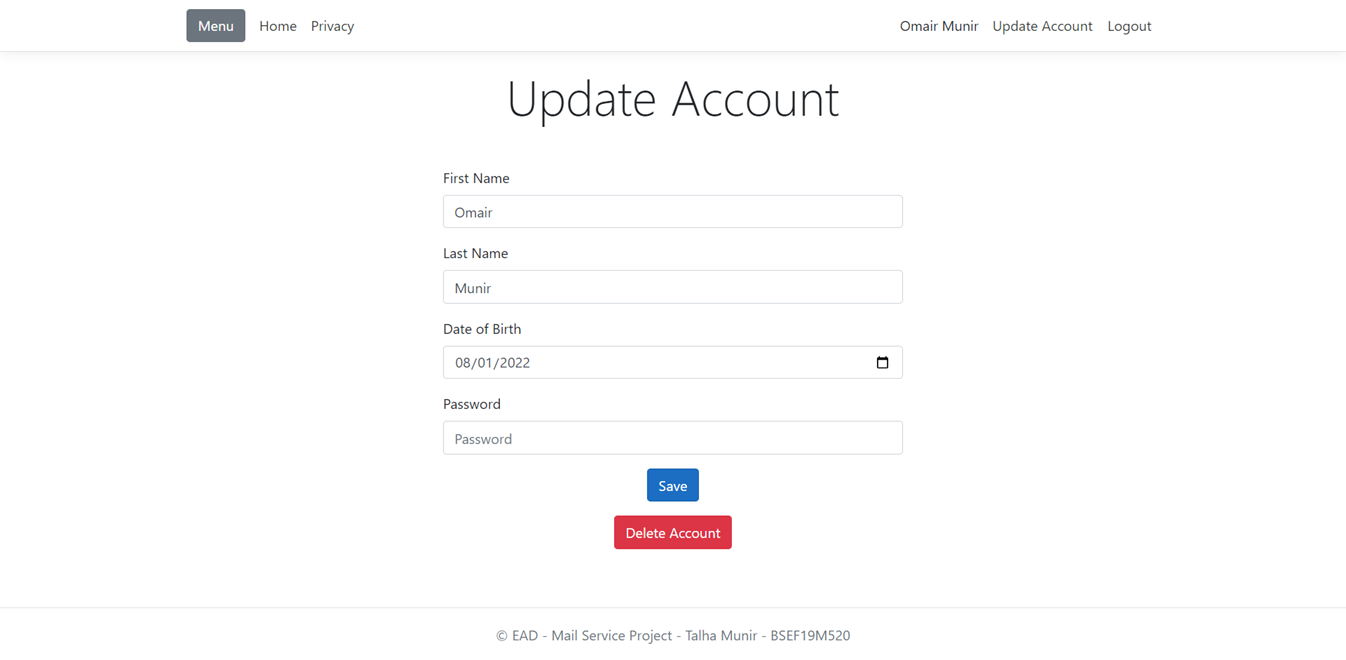 Menu Home Privacy Omair Munir Update Account Logout
Update Account
First Name
Omair
Last Name
Munir
Date of Birth
08/01/2022
Password
Password
Save
Delete Account
© EAD - Mail Service Project - Talha Munir - BSEF19M520